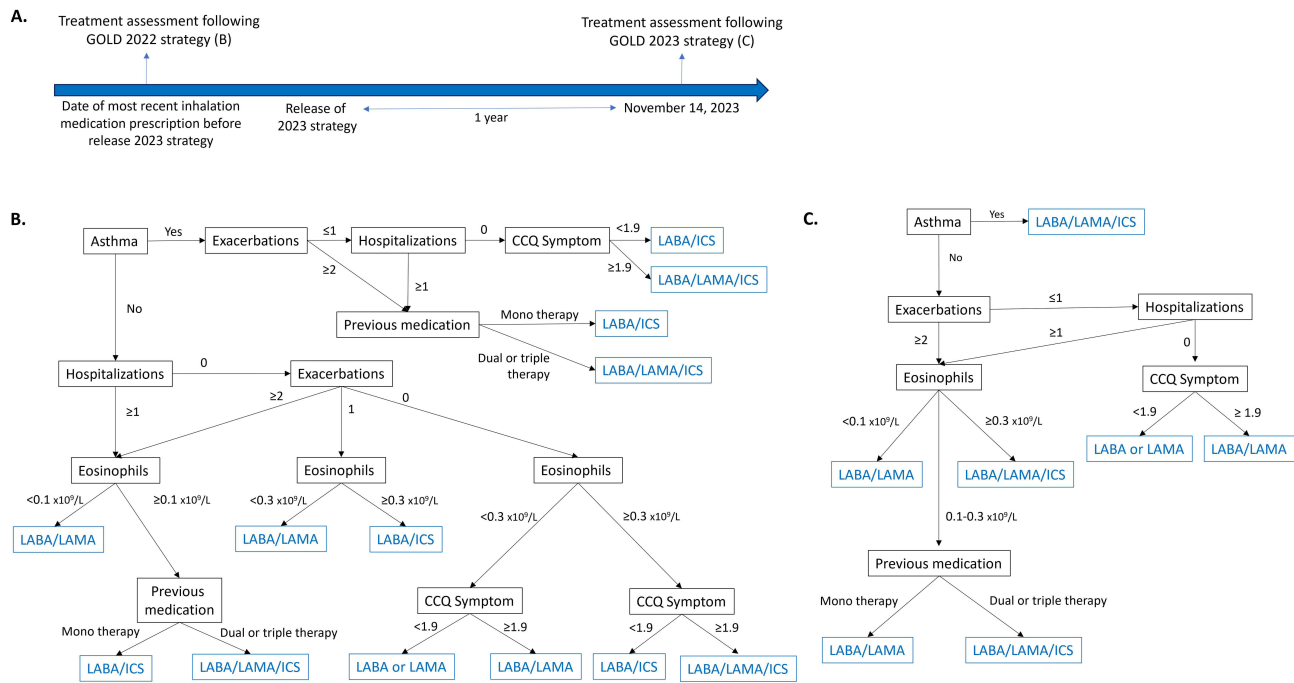 A.
Treatment assessment following
GOLD 2022 strategy (B)
Treatment assessment following
GOLD 2023 strategy (C)
Date of most recent inhalation
medication prescription before
release 2023 strategy
Release of
2023 strategy
1 year
November 14, 2023
B.
Asthma
Yes
Exacerbations
≤1
Hospitalizations
0
CCQ Symptom
<1.9
LABA/ICS
≥1.9
LABA/LAMA/ICS
≥2
≥1
No
Previous medication
Mono therapy
LABA/ICS
Dual or triple
therapy
LABA/LAMA/ICS
Hospitalizations
0
Exacerbations
≥1
≥2
1
0
Eosinophils
Eosinophils
Eosinophils
<0.1 x10⁹/L
≥0.1 x10⁹/L
<0.3 x10⁹/L
≥0.3 x10⁹/L
<0.3 x10⁹/L
≥0.3 x10⁹/L
LABA/LAMA
LABA/LAMA
LABA/ICS
Previous
medication
CCQ Symptom
CCQ Symptom
Mono therapy
Dual or triple therapy
<1.9
≥1.9
<1.9
≥1.9
LABA/ICS
LABA/LAMA/ICS
LABA or LAMA
LABA/LAMA
LABA/ICS
LABA/LAMA/ICS
C.
Asthma
Yes
LABA/LAMA/ICS
No
Exacerbations
≤1
Hospitalizations
≥2
≥1
0
Eosinophils
CCQ Symptom
<0.1 x10⁹/L
≥0.3 x10⁹/L
<1.9
≥ 1.9
LABA/LAMA
LABA/LAMA/ICS
LABA or LAMA
LABA/LAMA
0.1-0.3 x10⁹/L
Previous medication
Mono therapy
Dual or triple therapy
LABA/LAMA
LABA/LAMA/ICS